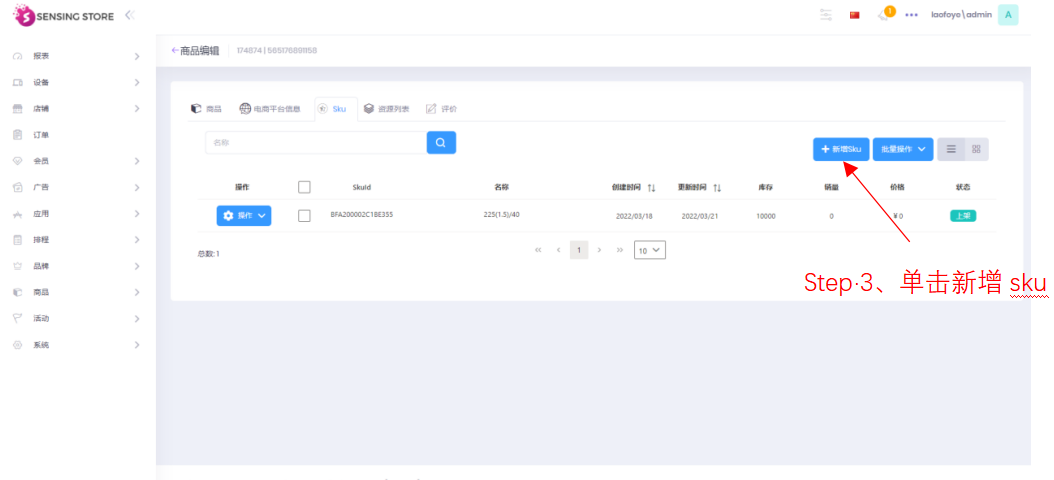 SENSING STORE
1
laofoye\admin
A
报表
设备
店铺
订单
会员
广告
应用
排程
品牌
商品
活动
系统
商品编辑
174874 | 565176891158
商品
电商平台信息
Sku
资源列表
评价
名称
新增Sku
批量操作
操作 SkuId 名称 创建时间 更新时间 库存 销量 价格 状态
操作 BFA200002C1BE355 225(1.5)/40 2022/03/18 2022/03/21 10000 0 ¥ 0 上架
总数: 1
1
10
Step·3、单击新增 sku